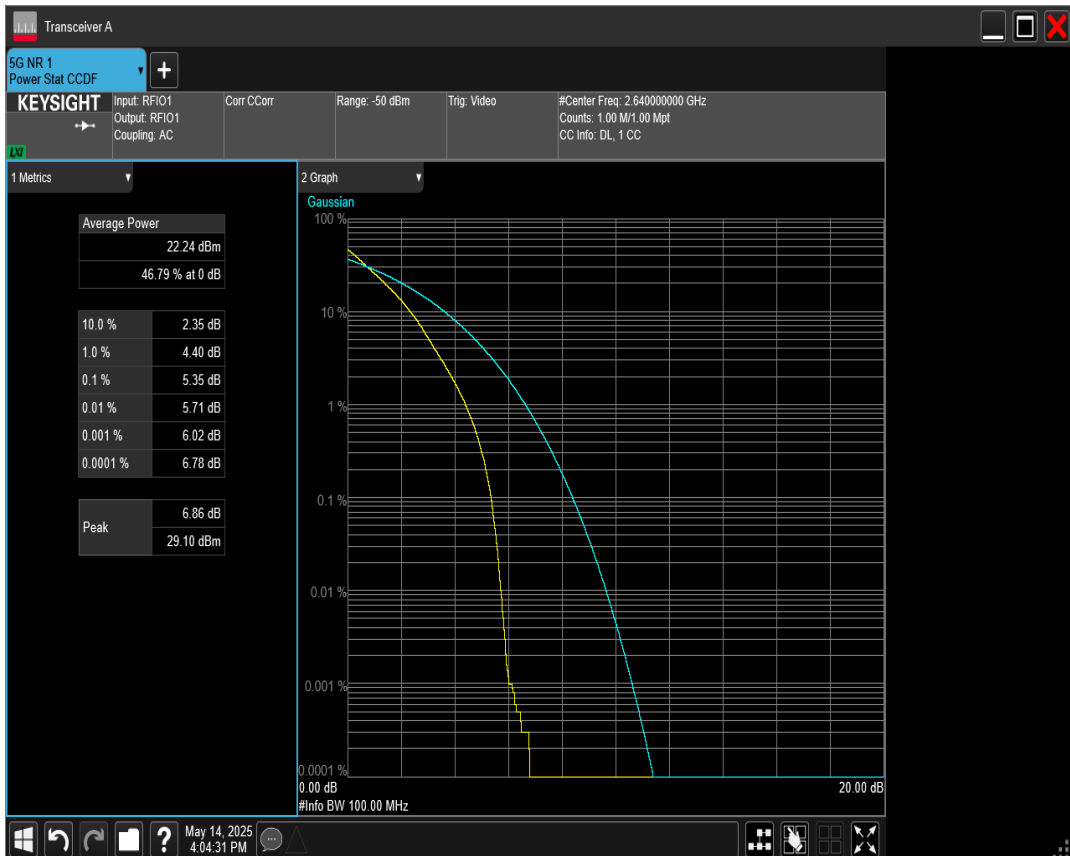 Transceiver A
5G NR 1
Power Stat CCDF
KEYSIGHT
LXI
Input: RFIO1
Output: RFIO1
Coupling: AC
Corr CCorr
Range: -50 dBm
Trig: Video
#Center Freq: 2.640000000 GHz
Counts: 1.00 M/1.00 Mpt
CC Info: DL, 1 CC
1 Metrics
Average Power
22.24 dBm
46.79 % at 0 dB
10.0 % 2.35 dB
1.0 % 4.40 dB
0.1 % 5.35 dB
0.01 % 5.71 dB
0.001 % 6.02 dB
0.0001 % 6.78 dB
Peak
6.86 dB
29.10 dBm
2 Graph
Gaussian
100 %
10 %
1 %
0.1 %
0.01 %
0.001 %
0.0001 %
0.00 dB 20.00 dB
#Info BW 100.00 MHz
? May 14, 2025
4:04:31 PM